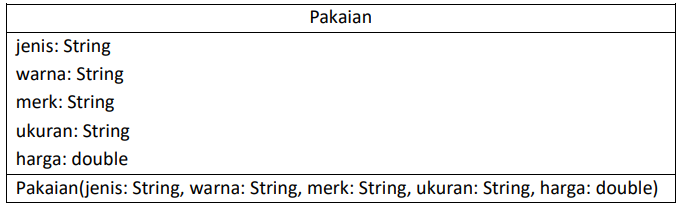 Pakaian
jenis: String
warna: String
merk: String
ukuran: String
harga: double
Pakaian(jenis: String, warna: String, merk: String, ukuran: String, harga: double)